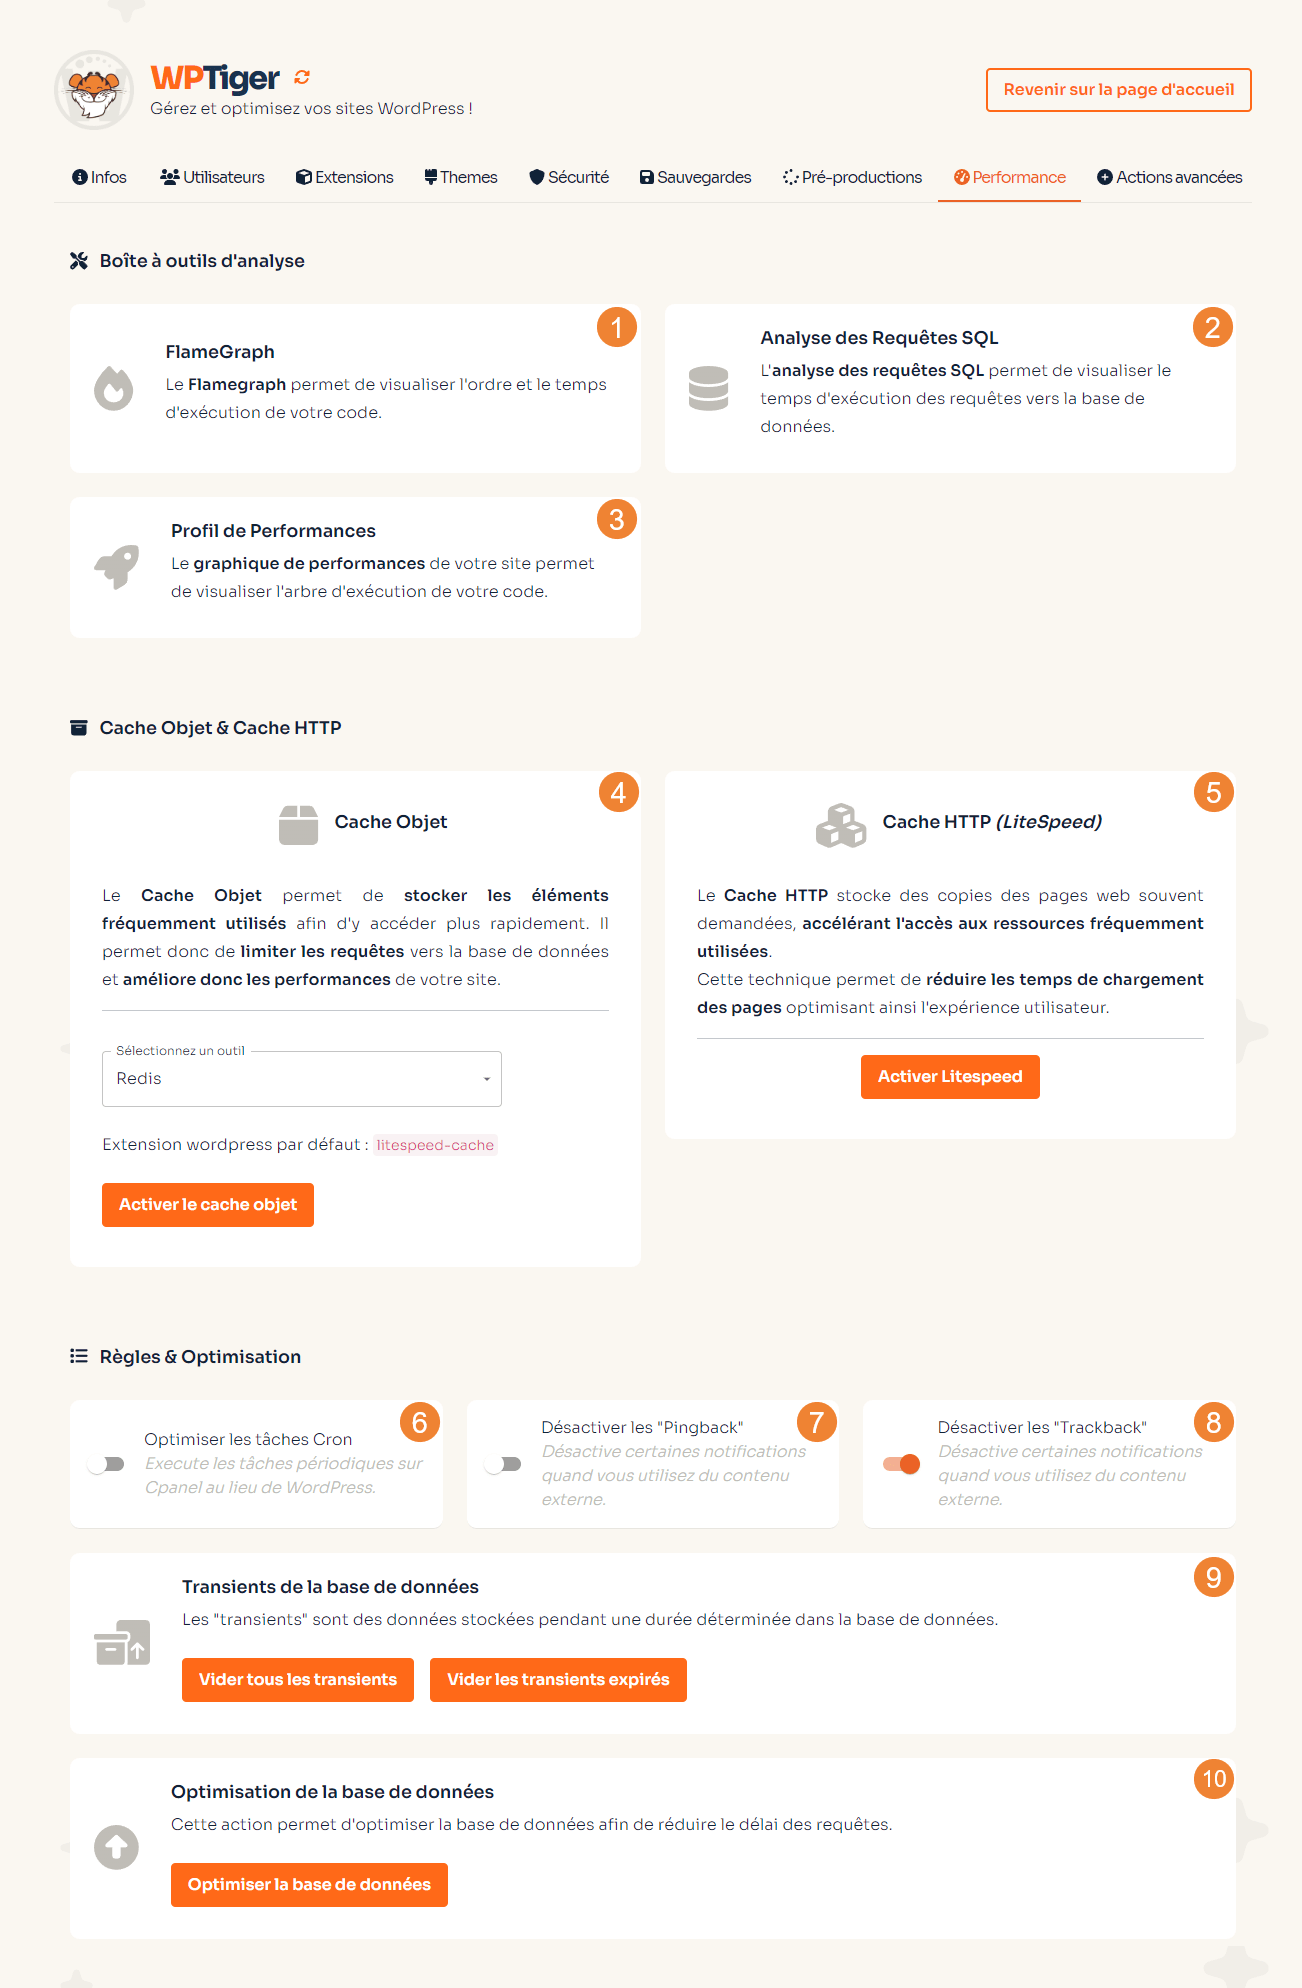 WPTiger
Gérez et optimisez vos sites WordPress !
Revenir sur la page d'accueil
Infos Utilisateurs Extensions Themes Sécurité Sauvegardes Pré-productions Performance Actions avancées
Boîte à outils d'analyse
1
FlameGraph
Le Flamegraph permet de visualiser l'ordre et le temps
d'exécution de votre code.
2
Analyse des Requêtes SQL
L'analyse des requêtes SQL permet de visualiser le
temps d'exécution des requêtes vers la base de
données.
3
Profil de Performances
Le graphique de performances de votre site permet
de visualiser l'arbre d'exécution de votre code.
Cache Objet & Cache HTTP
4
Cache Objet
Le Cache Objet permet de stocker les éléments
fréquemment utilisés afin d'y accéder plus rapidement. Il
permet donc de limiter les requêtes vers la base de données
et améliore donc les performances de votre site.
Sélectionnez un outil
Redis
Extension wordpress par défaut : litespeed-cache
Activer le cache objet
5
Cache HTTP (LiteSpeed)
Le Cache HTTP stocke des copies des pages web souvent
demandées, accélérant l'accès aux ressources fréquemment
utilisées.
Cette technique permet de réduire les temps de chargement
des pages optimisant ainsi l'expérience utilisateur.
Activer Litespeed
Règles & Optimisation
6
Optimiser les tâches Cron
Execute les tâches périodiques sur
Cpanel au lieu de WordPress.
7
Désactiver les "Pingback"
Désactive certaines notifications
quand vous utilisez du contenu
externe.
8
Désactiver les "Trackback"
Désactive certaines notifications
quand vous utilisez du contenu
externe.
9
Transients de la base de données
Les "transients" sont des données stockées pendant une durée déterminée dans la base de données.
Vider tous les transients Vider les transients expirés
10
Optimisation de la base de données
Cette action permet d'optimiser la base de données afin de réduire le délai des requêtes.
Optimiser la base de données